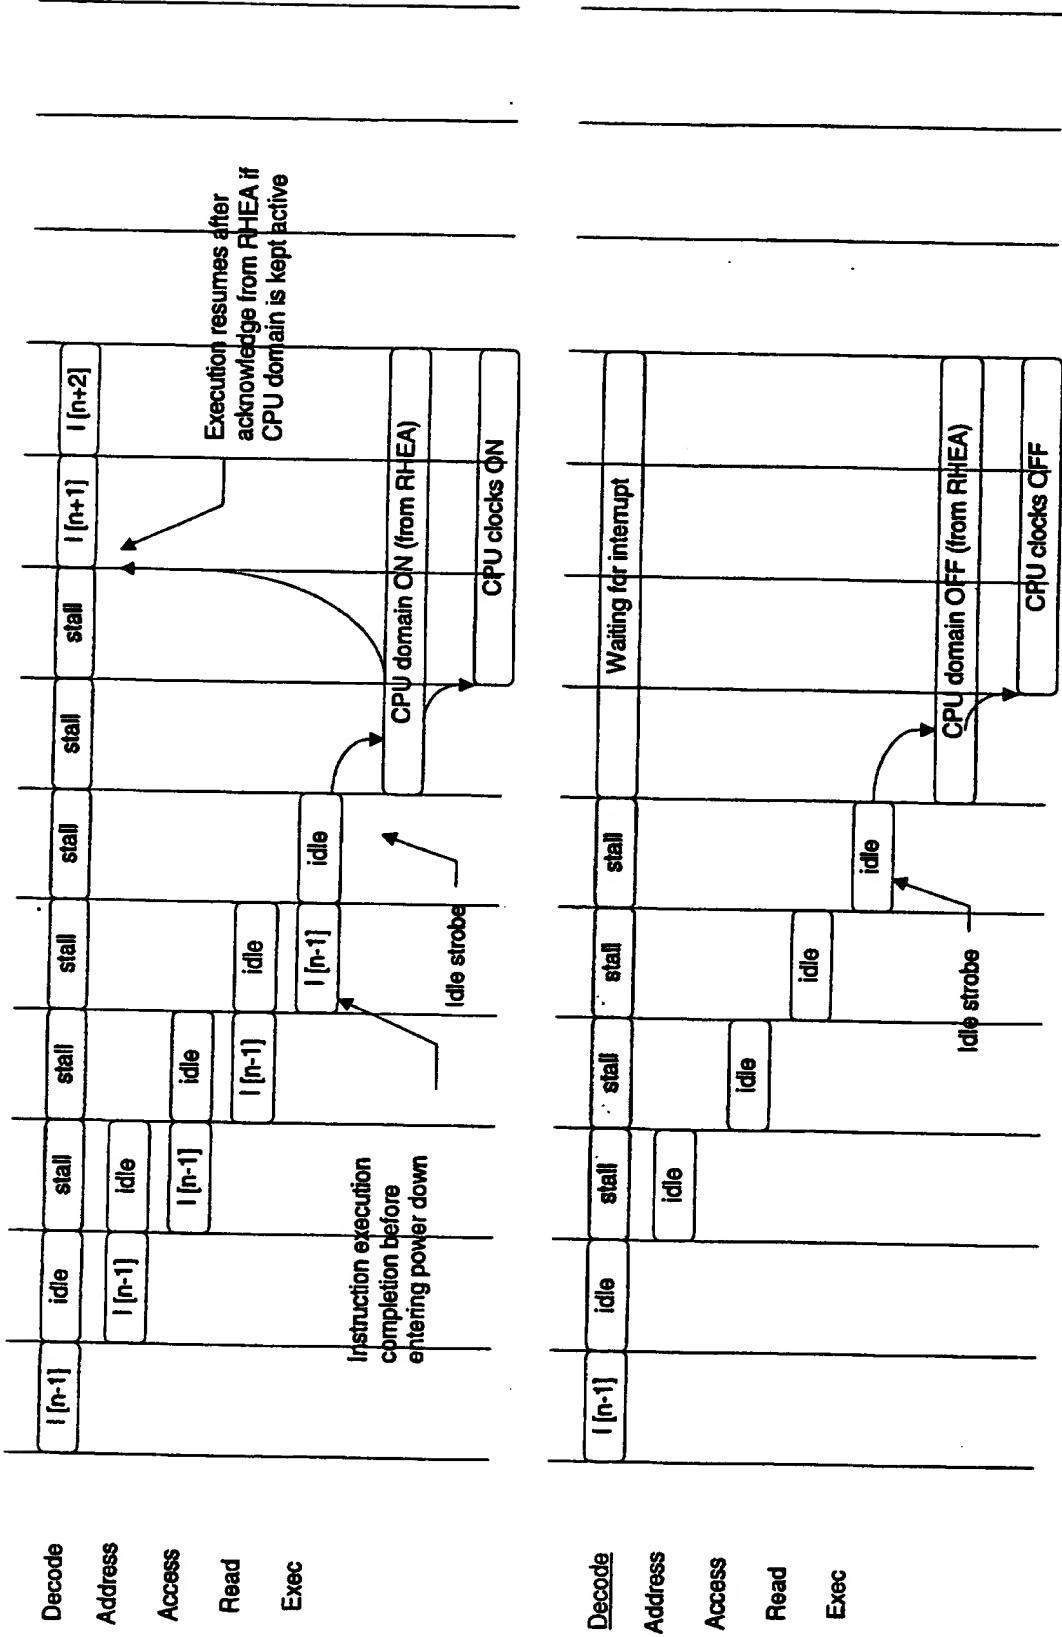 Decode I [n-1] idle stall stall stall stall stall stall I [n+1] I [n+2]
Address I [n-1] idle
Access I [n-1] idle
Read I [n-1] idle
Exec I [n-1] idle
Execution resumes after
acknowledge from RHEA if
CPU domain is kept active
Instruction execution
completion before
entering power down
CPU domain ON (from RHEA)
Idle strobe
CPU clocks ON
Decode I [n-1] idle stall stall stall stall Waiting for interrupt
Address idle
Access
Read idle
Exec idle
idle
CPU domain OFF (from RHEA)
Idle strobe
CPU clocks OFF